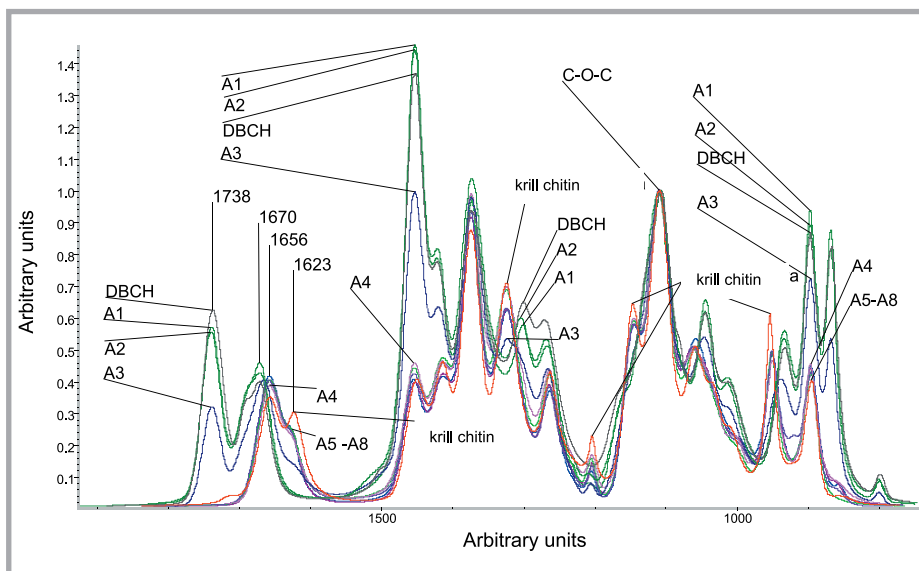 1.4
1.3
1.2
1.1
1.0
0.9
0.8
0.7
0.6
0.5
0.4
0.3
0.2
0.1
Arbitrary units
A1
A2
DBCH
A3
1738
1670
1656
1623
DBCH
A1
A2
A3
A4
A4
A5 -A8
krill chitin
C-O-C
krill chitin
DBCH
A2
A1
A3
krill chitin
A1
A2
DBCH
A3
a
A4
A5-A8
1500
1000
Arbitrary units